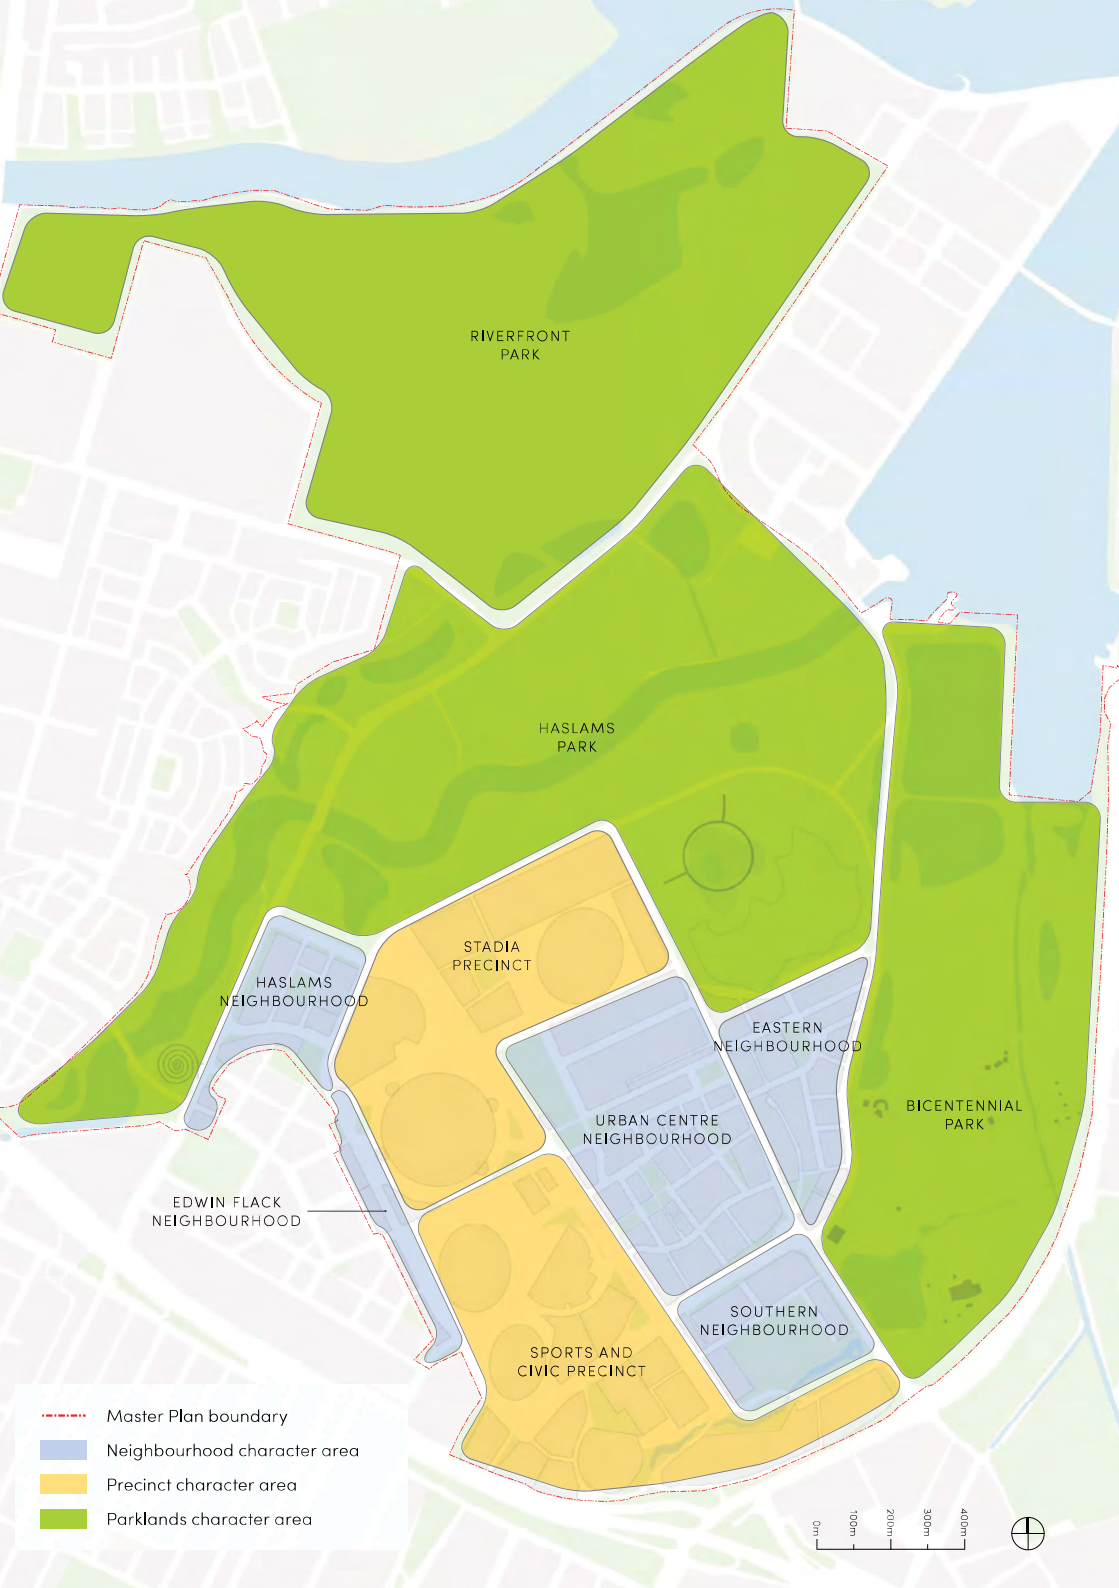 RIVERFRONT
PARK
HASLAMS
PARK
STADIA
PRECINCT
HASLAMS
NEIGHBOURHOOD
EASTERN
NEIGHBOURHOOD
URBAN CENTRE
NEIGHBOURHOOD
BICENTENNIAL
PARK
EDWIN FLACK
NEIGHBOURHOOD
SOUTHERN
NEIGHBOURHOOD
SPORTS AND
CIVIC PRECINCT
Master Plan boundary
Neighbourhood character area
Precinct character area
Parklands character area
0m
100m
200m
300m
400m